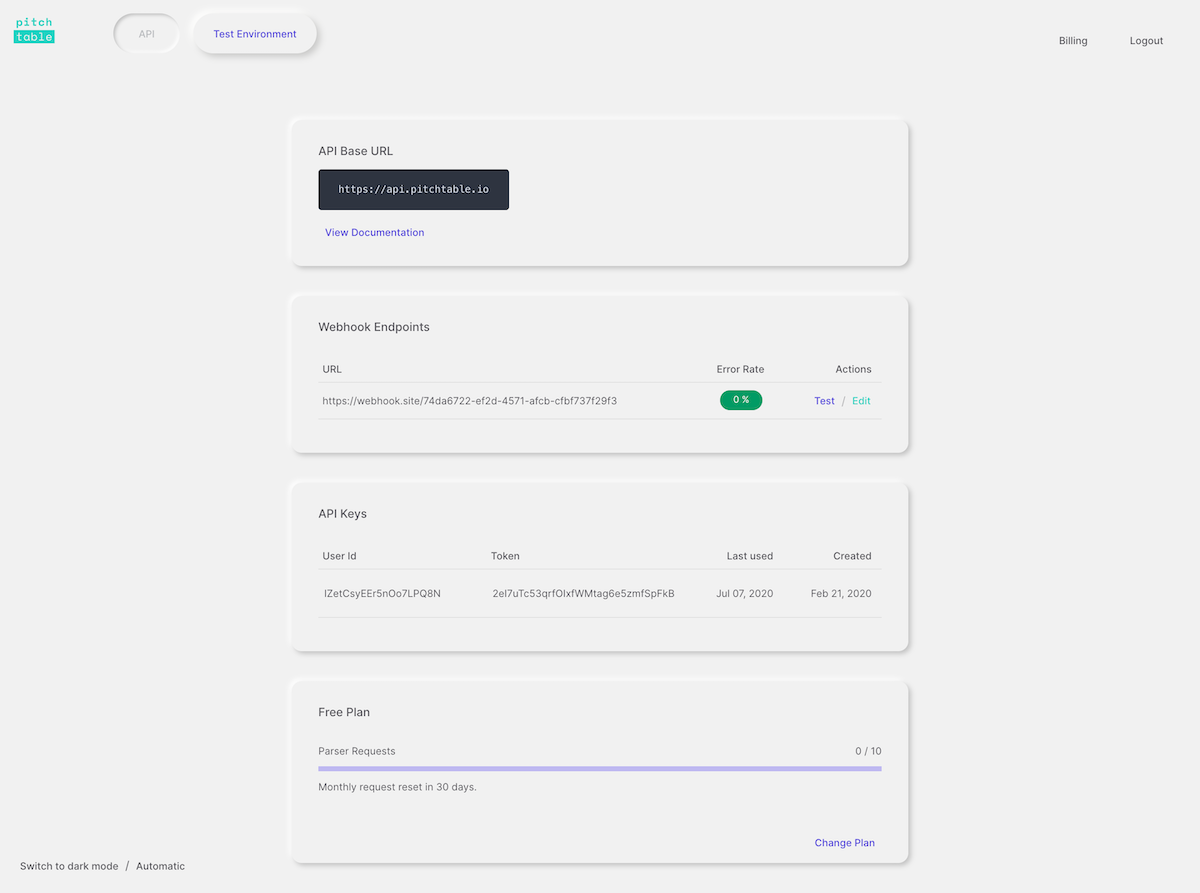 pitch
table
API
Test Environment
Billing
Logout
API Base URL
https://api.pitchtable.io
View Documentation
Webhook Endpoints
URL Error Rate Actions
https://webhook.site/74da6722-ef2d-4571-afcb-cfbf737f29f3 0 % Test / Edit
API Keys
User Id Token Last used Created
IZetCsyEEr5nOo7LPQ8N 2eI7uTc53qrfOIxfWMtag6e5zmfSpFkB Jul 07, 2020 Feb 21, 2020
Free Plan
Parser Requests 0 / 10
Monthly request reset in 30 days.
Change Plan
Switch to dark mode / Automatic